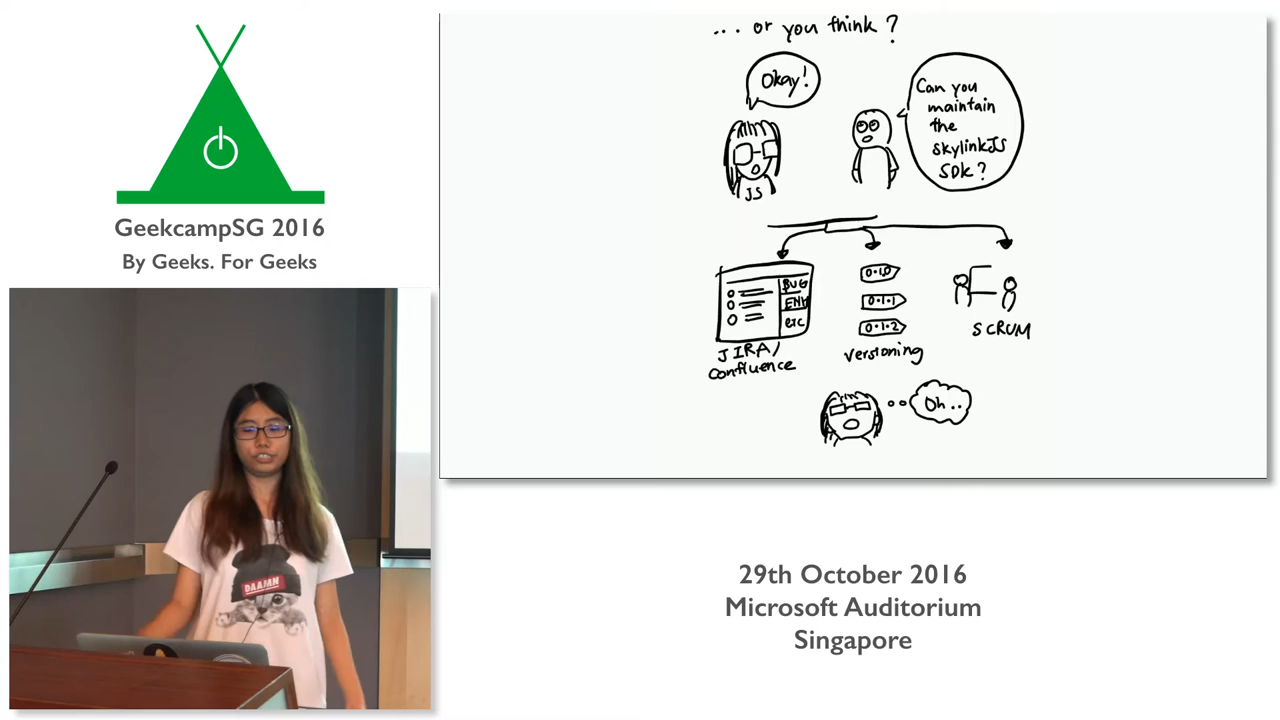 GeekcampSG 2016
By Geeks. For Geeks
... or you think?
Okay!
Can you
maintain
the
skylinkJS
SDK?
JS
BUG
ENH
etc
JIRA/
Confluence
0.1.0
0.1.1
0.1.2
versioning
SCRUM
Oh..
DAAMN
29th October 2016
Microsoft Auditorium
Singapore